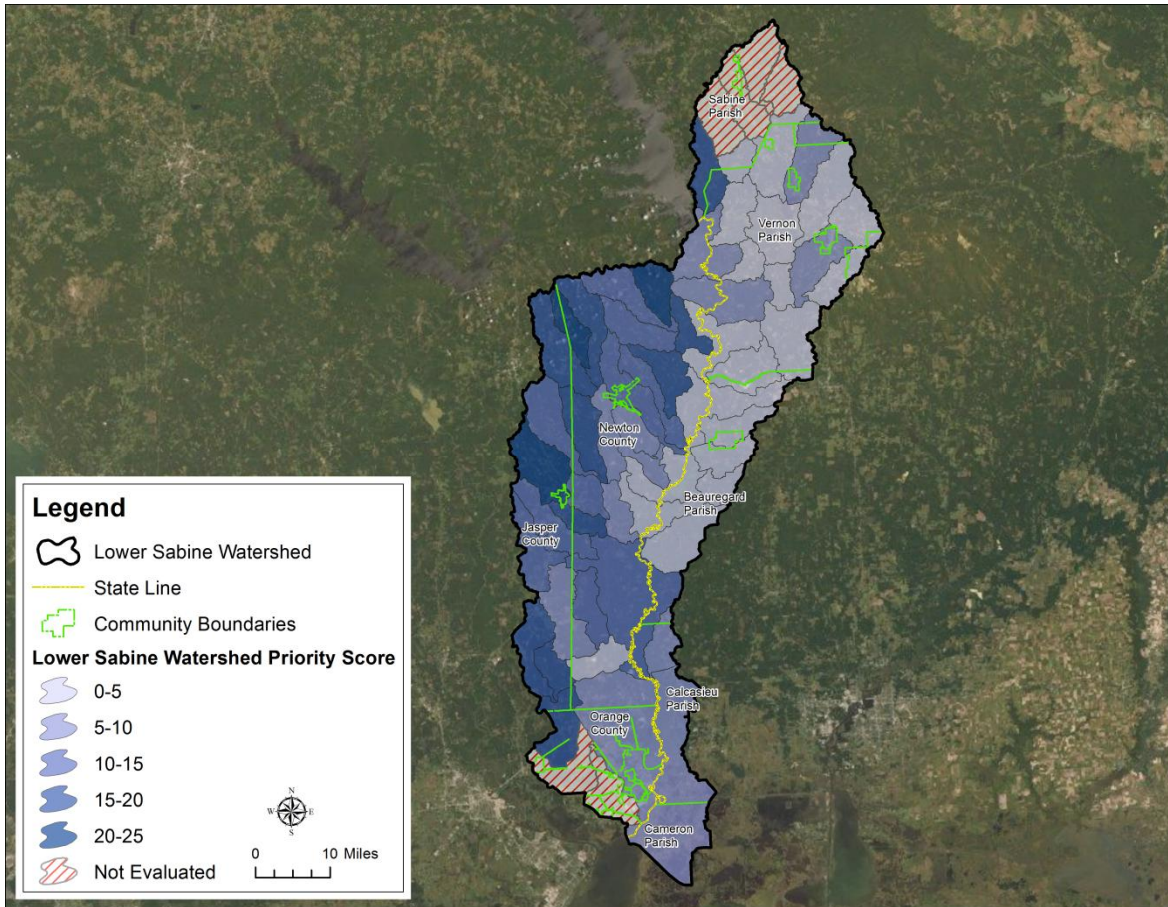 Sabine
Parish
Vernon
Parish
Newton
County
Beauregard
Parish
Jasper
County
Calcasieu
Parish
Orange
County
Cameron
Parish
Legend
Lower Sabine Watershed
State Line
Community Boundaries
Lower Sabine Watershed Priority Score
0-5
5-10
10-15
15-20
20-25
Not Evaluated
N
W E
S
0 10 Miles